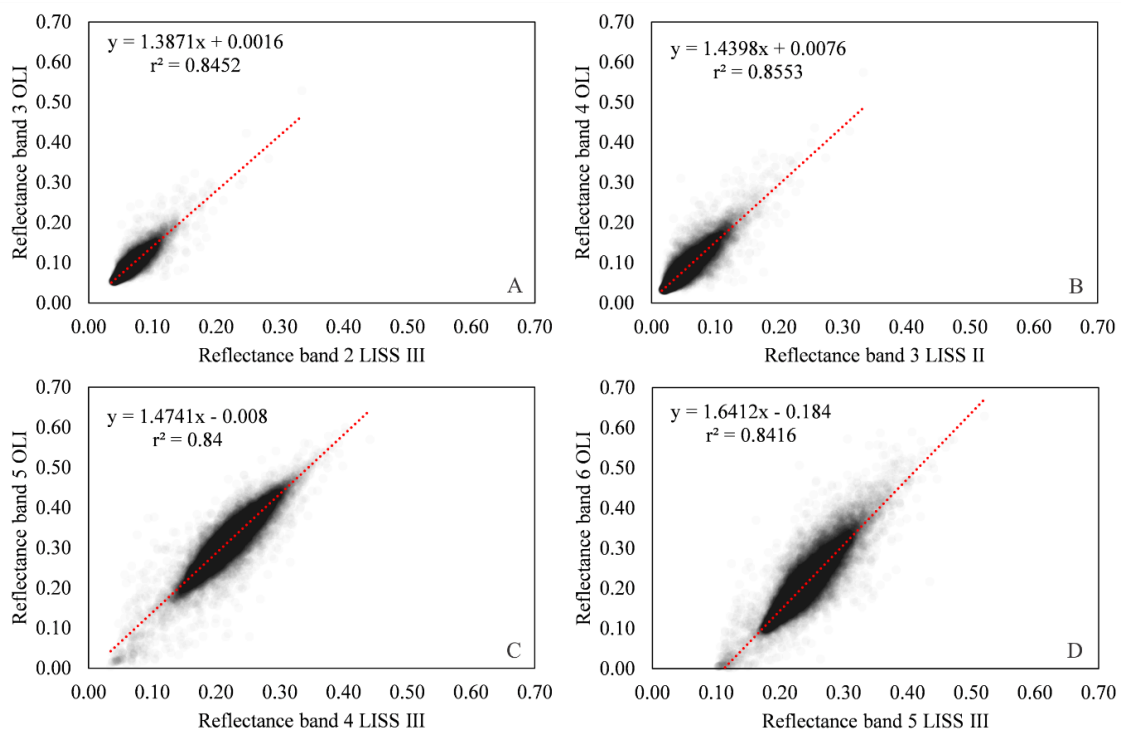 0.70
0.60
0.50
0.40
0.30
0.20
0.10
0.00
Reflectance band 3 OLI
y = 1.3871x + 0.0016
r² = 0.8452
A
0.00 0.10 0.20 0.30 0.40 0.50 0.60 0.70
Reflectance band 2 LISS III
0.70
0.60
0.50
0.40
0.30
0.20
0.10
0.00
Reflectance band 4 OLI
y = 1.4398x + 0.0076
r² = 0.8553
B
0.00 0.10 0.20 0.30 0.40 0.50 0.60 0.70
Reflectance band 3 LISS II
0.70
0.60
0.50
0.40
0.30
0.20
0.10
0.00
Reflectance band 5 OLI
y = 1.4741x - 0.008
r² = 0.84
C
0.00 0.10 0.20 0.30 0.40 0.50 0.60 0.70
Reflectance band 4 LISS III
0.70
0.60
0.50
0.40
0.30
0.20
0.10
0.00
Reflectance band 6 OLI
y = 1.6412x - 0.184
r² = 0.8416
D
0.00 0.10 0.20 0.30 0.40 0.50 0.60 0.70
Reflectance band 5 LISS III